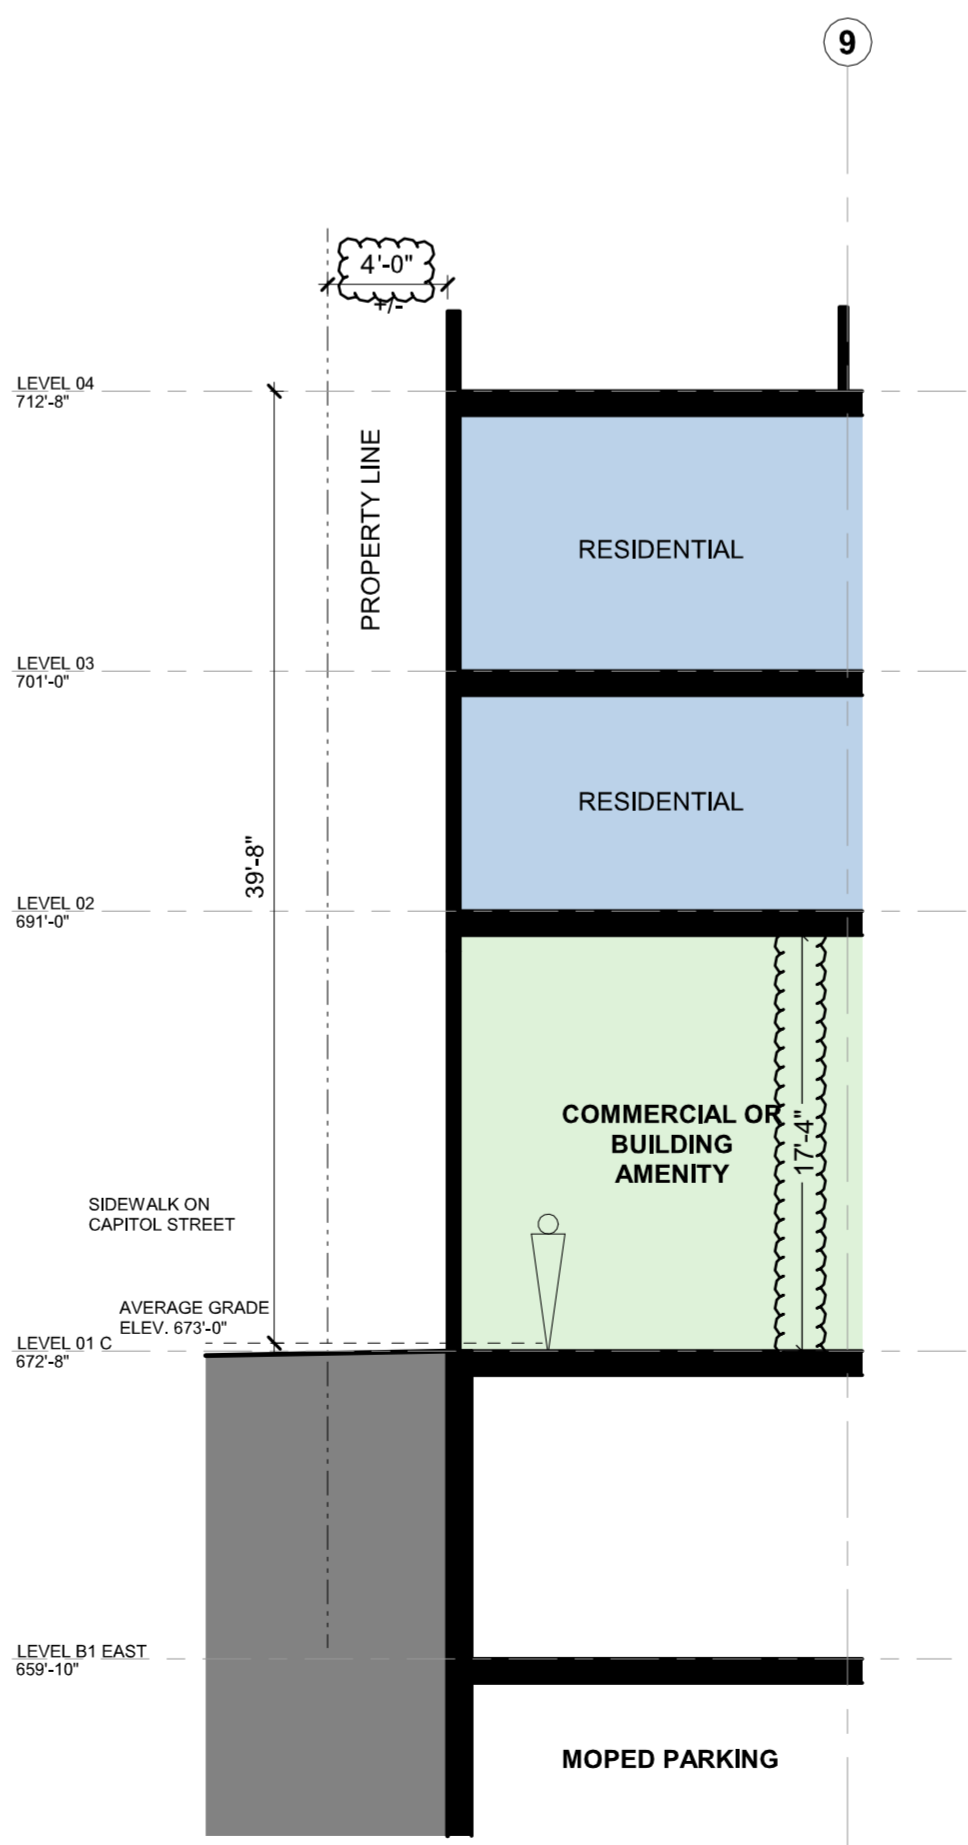 9
4'-0"
+/-
LEVEL 04
712'-8"
PROPERTY LINE
RESIDENTIAL
LEVEL 03
701'-0"
RESIDENTIAL
39'-8"
LEVEL 02
691'-0"
COMMERCIAL OR
BUILDING
AMENITY
17'-4"
SIDEWALK ON
CAPITOL STREET
AVERAGE GRADE
ELEV. 673'-0"
LEVEL 01 C
672'-8"
LEVEL B1 EAST
659'-10"
MOPED PARKING